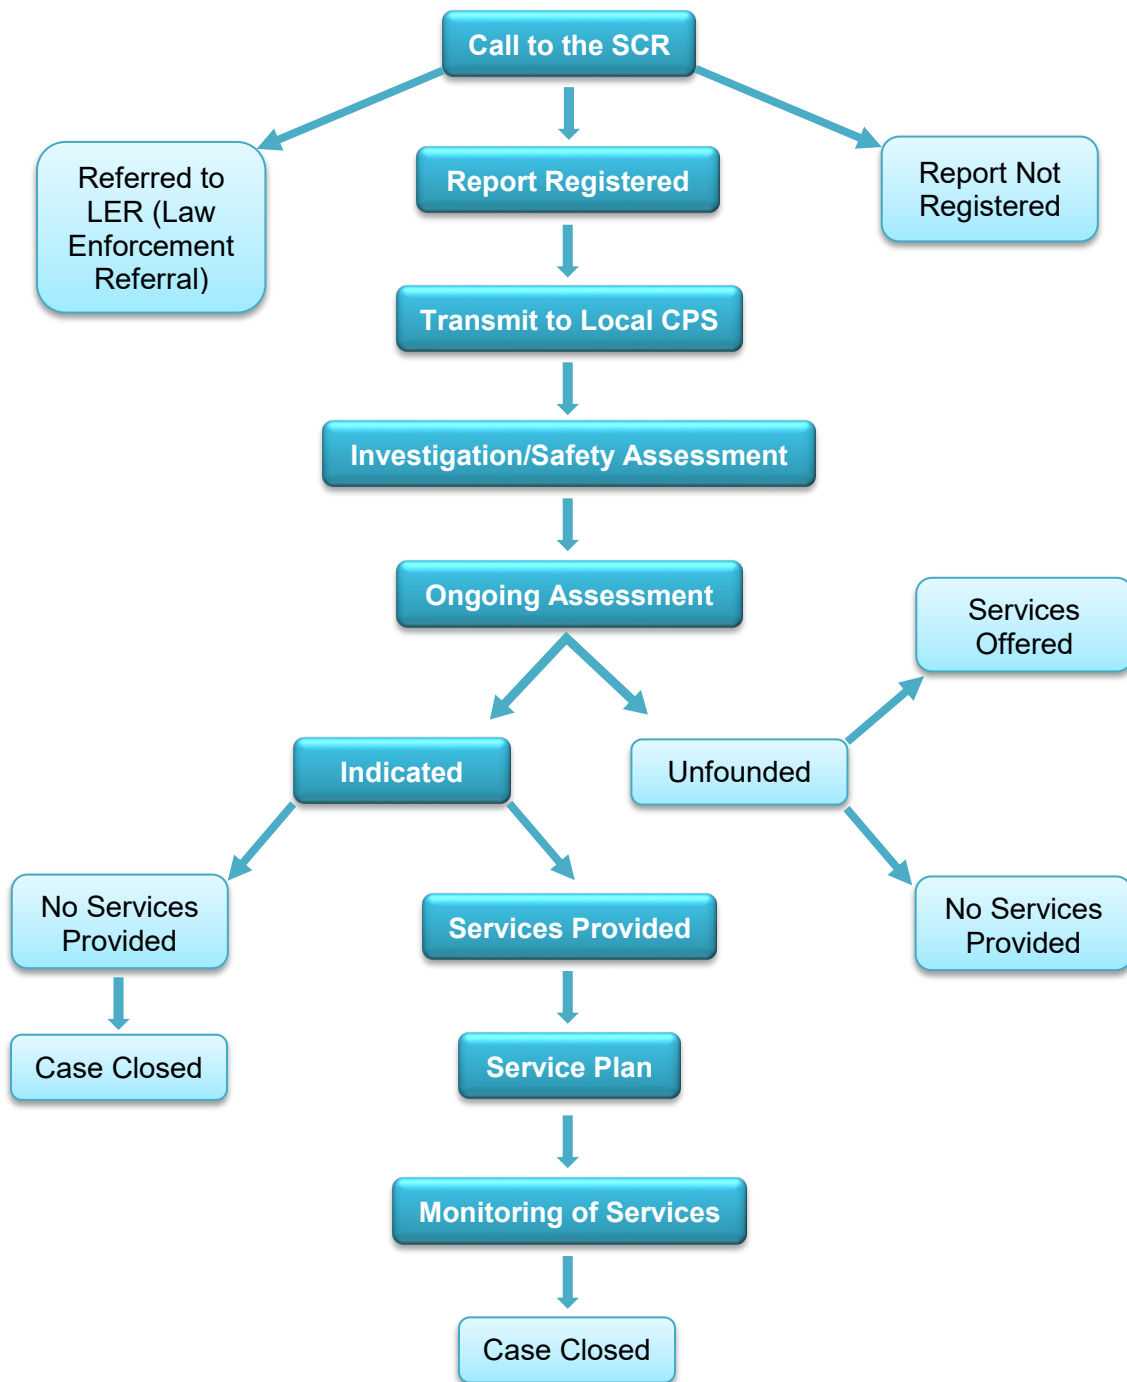 Call to the SCR
Referred to
LER (Law
Enforcement
Referral)
Report Registered
Report Not
Registered
Transmit to Local CPS
Investigation/Safety Assessment
Ongoing Assessment
Services
Offered
Indicated
Unfounded
No Services
Provided
Services Provided
No Services
Provided
Case Closed
Service Plan
Monitoring of Services
Case Closed